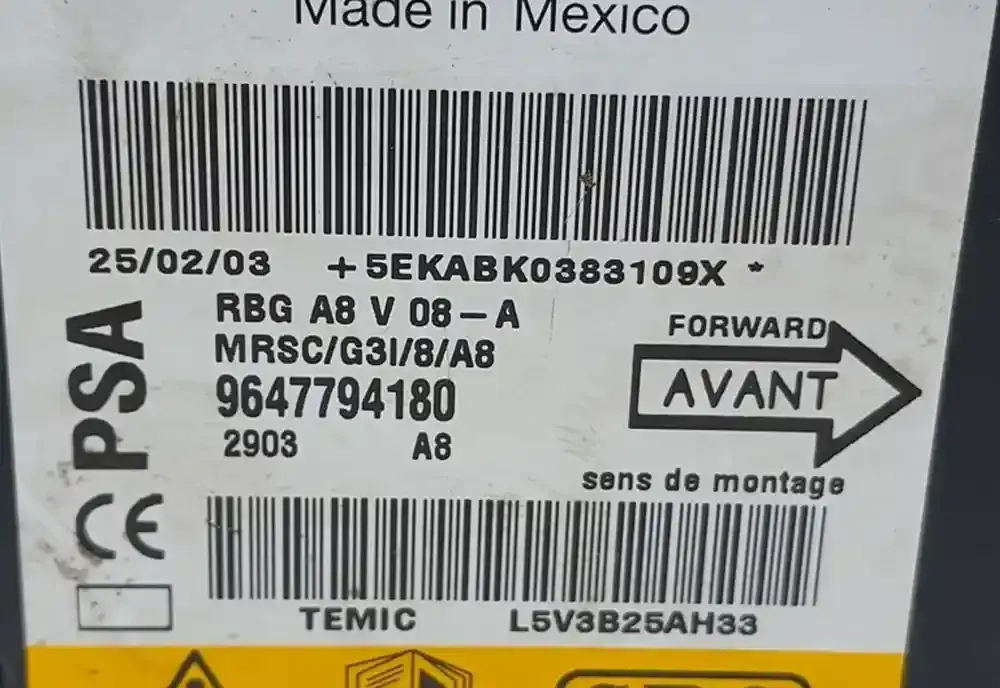 Made in Mexico
25/02/03 +5EKABK0383109X *
RBG A8 V 08-A
MRSC/G3I/8/A8
9647794180
2903 A8
PSA
CE
FORWARD
AVANT
sens de montage
TEMIC L5V3B25AH33